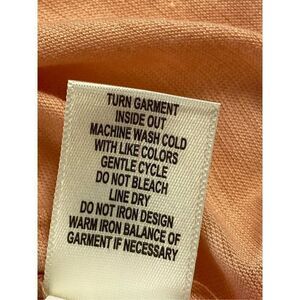 TURN GARMENT
INSIDE OUT
MACHINE WASH COLD
WITH LIKE COLORS
GENTLE CYCLE
DO NOT BLEACH
LINE DRY
DO NOT IRON DESIGN
WARM IRON BALANCE OF
GARMENT IF NECESSARY